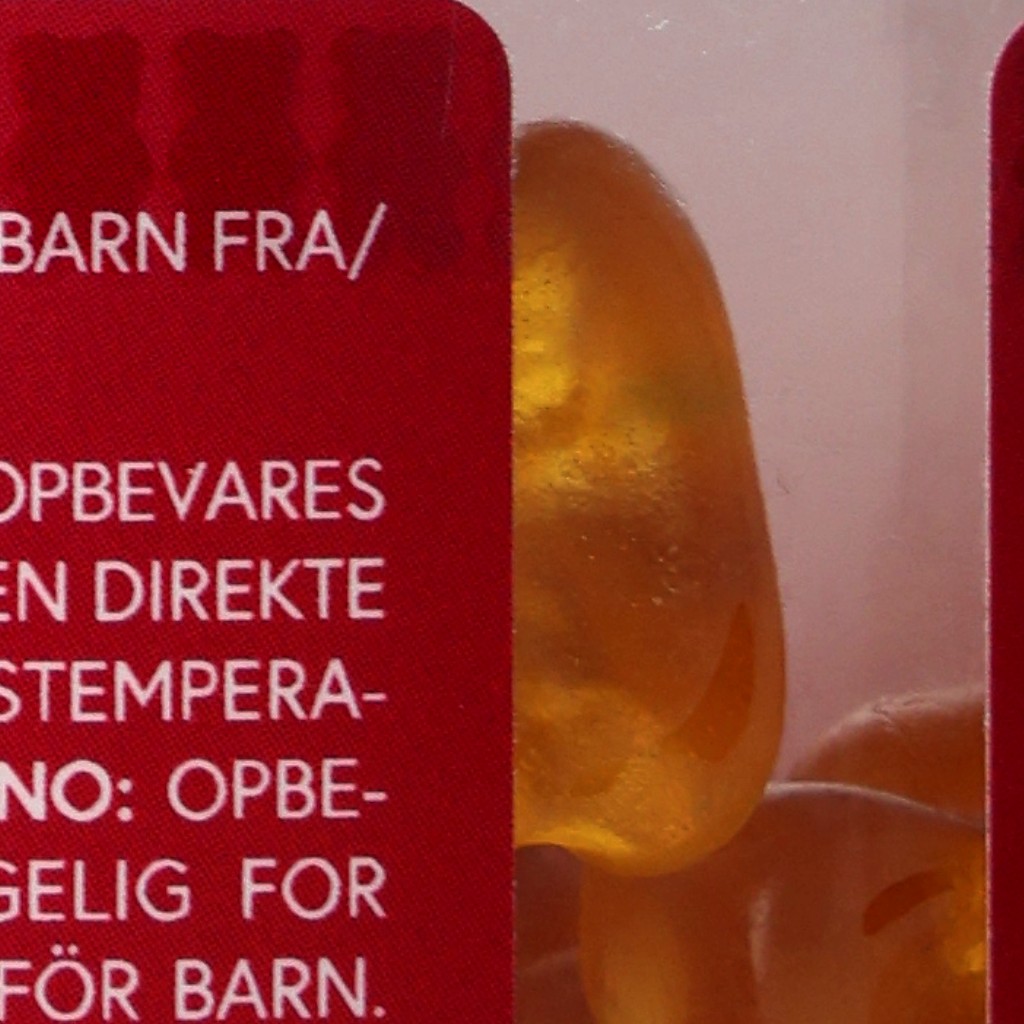 BARN FRA/
OPBEVARES
EN DIREKTE
STEMPERA-
NO: OPBE-
GELIG FOR
FÖR BARN.